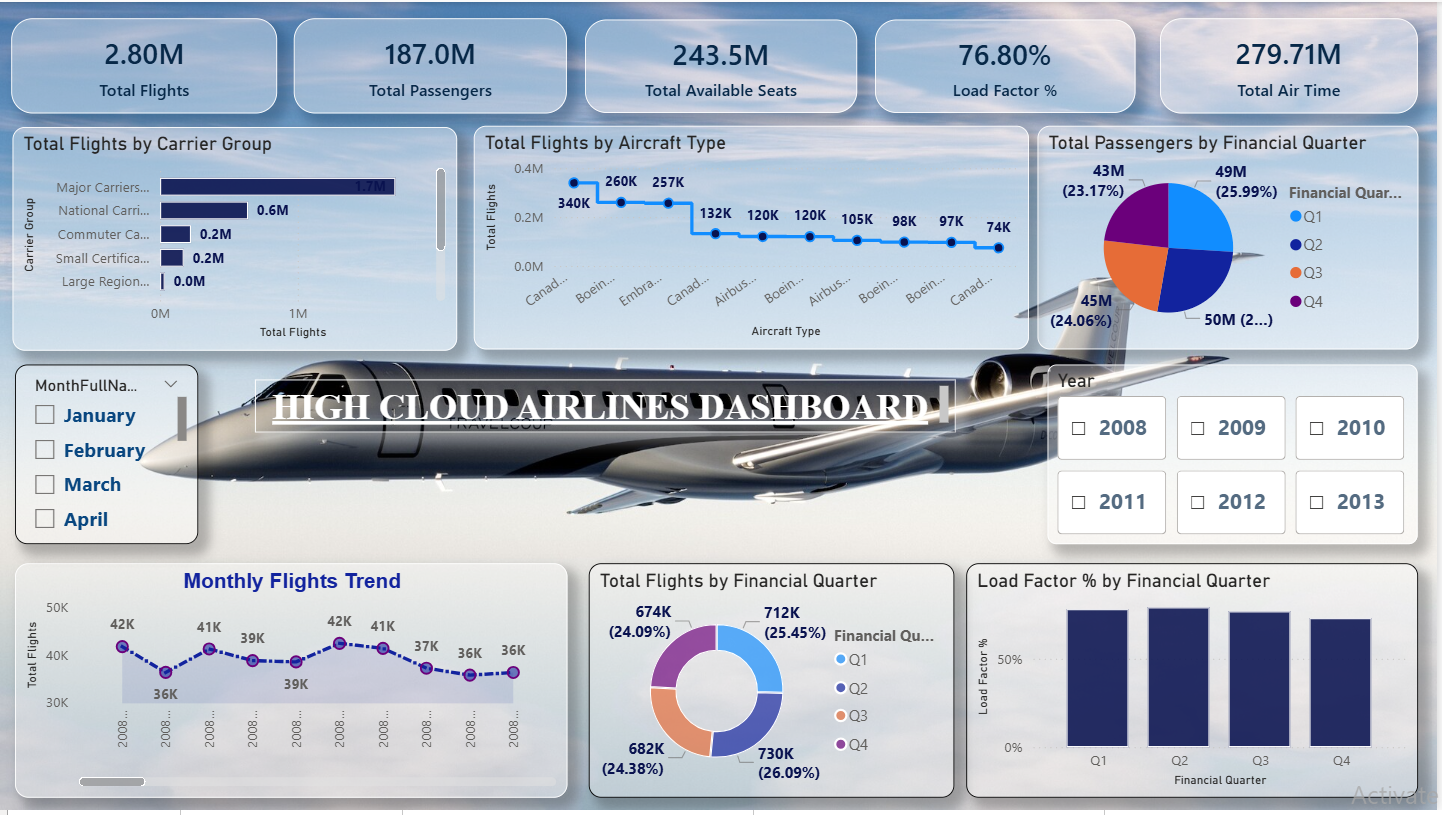 2.80M
Total Flights
187.0M
Total Passengers
243.5M
Total Available Seats
76.80%
Load Factor %
279.71M
Total Air Time
Total Flights by Carrier Group
Carrier Group
Major Carriers...
1.7M
National Carri...
0.6M
Commuter Ca...
0.2M
Small Certifica...
0.2M
Large Region...
0.0M
0M
1M
Total Flights
Total Flights by Aircraft Type
Total Flights
0.4M
0.2M
0.0M
340K
260K
257K
132K
120K
120K
105K
98K
97K
74K
Canad...
Boein...
Embra...
Canad...
Airbus...
Boein...
Airbus...
Boein...
Boein...
Canad...
Aircraft Type
Total Passengers by Financial Quarter
43M
(23.17%)
49M
(25.99%)
45M
(24.06%)
50M (2...)
Financial Quar...
Q1
Q2
Q3
Q4
MonthFullNa...
January
February
March
April
HIGH CLOUD AIRLINES DASHBOARD
TRAVELCOUP
Year
2008
2009
2010
2011
2012
2013
Monthly Flights Trend
Total Flights
50K
40K
30K
42K
36K
41K
39K
39K
42K
41K
37K
36K
36K
2008...
2008...
2008...
2008...
2008...
2008...
2008...
2008...
2008...
2008...
Total Flights by Financial Quarter
674K
(24.09%)
712K
(25.45%)
682K
(24.38%)
730K
(26.09%)
Financial Qu...
Q1
Q2
Q3
Q4
Load Factor % by Financial Quarter
Load Factor %
50%
0%
Q1
Q2
Q3
Q4
Financial Quarter
Activate